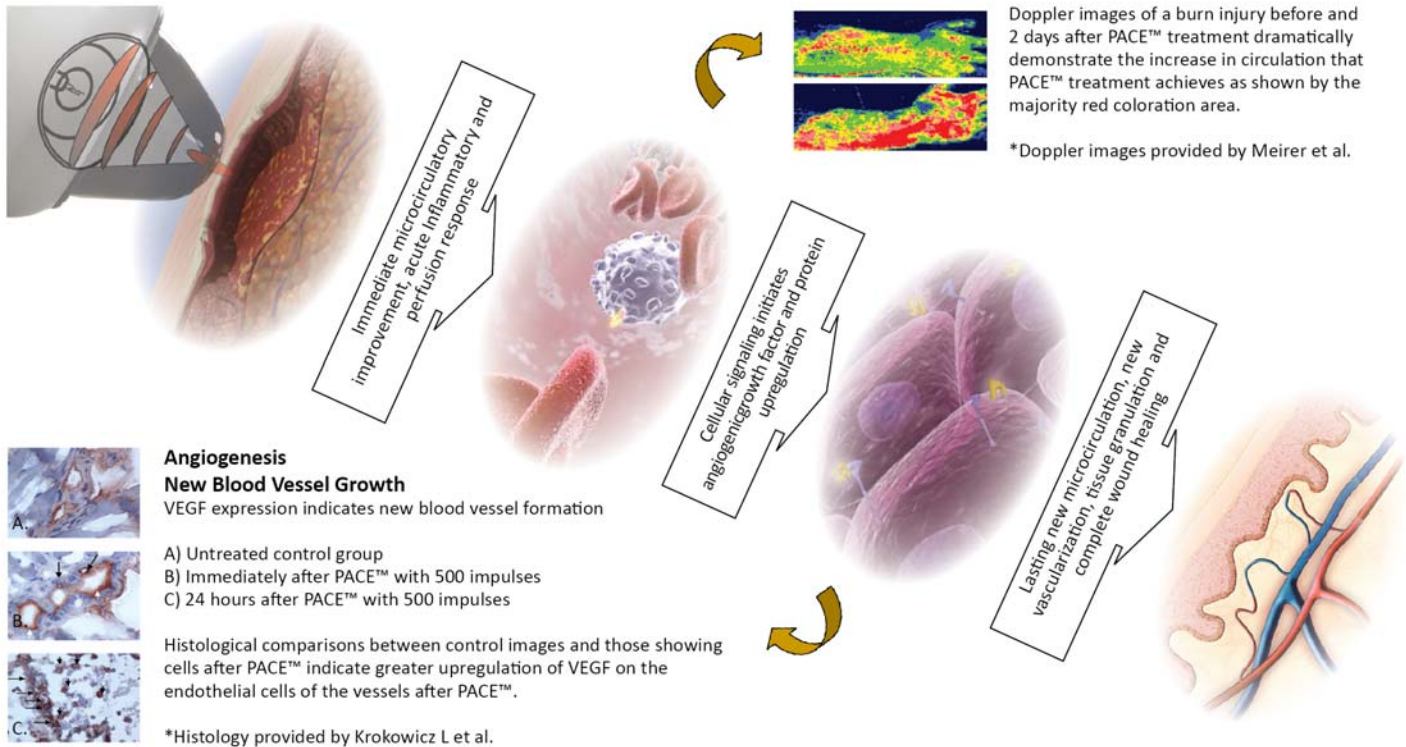 Doppler images of a burn injury before and
2 days after PACE™ treatment dramatically
demonstrate the increase in circulation that
PACE™ treatment achieves as shown by the
majority red coloration area.
*Doppler images provided by Meirer et al.
Immediate microcirculatory
improvement, acute Inflammatory and
perfusion response
Cellular signaling initiates
angiogenicgrowth factor and protein
upregulation
Lasting new microcirculation, new
vascularization, tissue granulation and
complete wound healing
Angiogenesis
New Blood Vessel Growth
VEGF expression indicates new blood vessel formation
A) Untreated control group
B) Immediately after PACE™ with 500 impulses
C) 24 hours after PACE™ with 500 impulses
Histological comparisons between control images and those showing
cells after PACE™ indicate greater upregulation of VEGF on the
endothelial cells of the vessels after PACE™.
*Histology provided by Krokowicz L et al.
A.
B.
C.